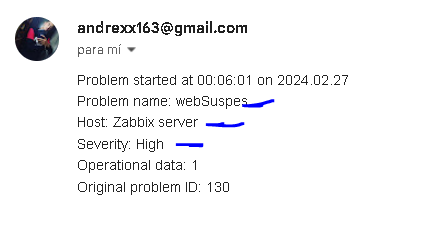 andrexx163@gmail.com
para mí
Problem started at 00:06:01 on 2024.02.27
Problem name: webSuspes
Host: Zabbix server
Severity: High
Operational data: 1
Original problem ID: 130